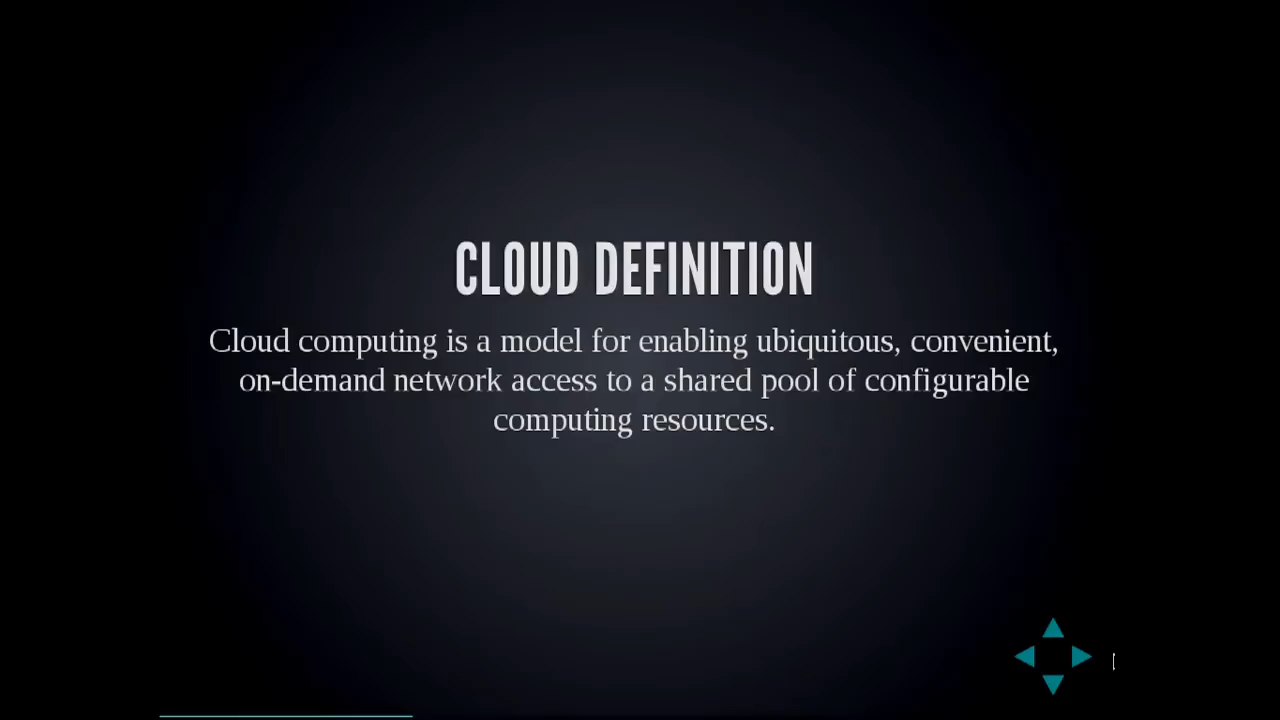 CLOUD DEFINITION
Cloud computing is a model for enabling ubiquitous, convenient,
on-demand network access to a shared pool of configurable
computing resources.